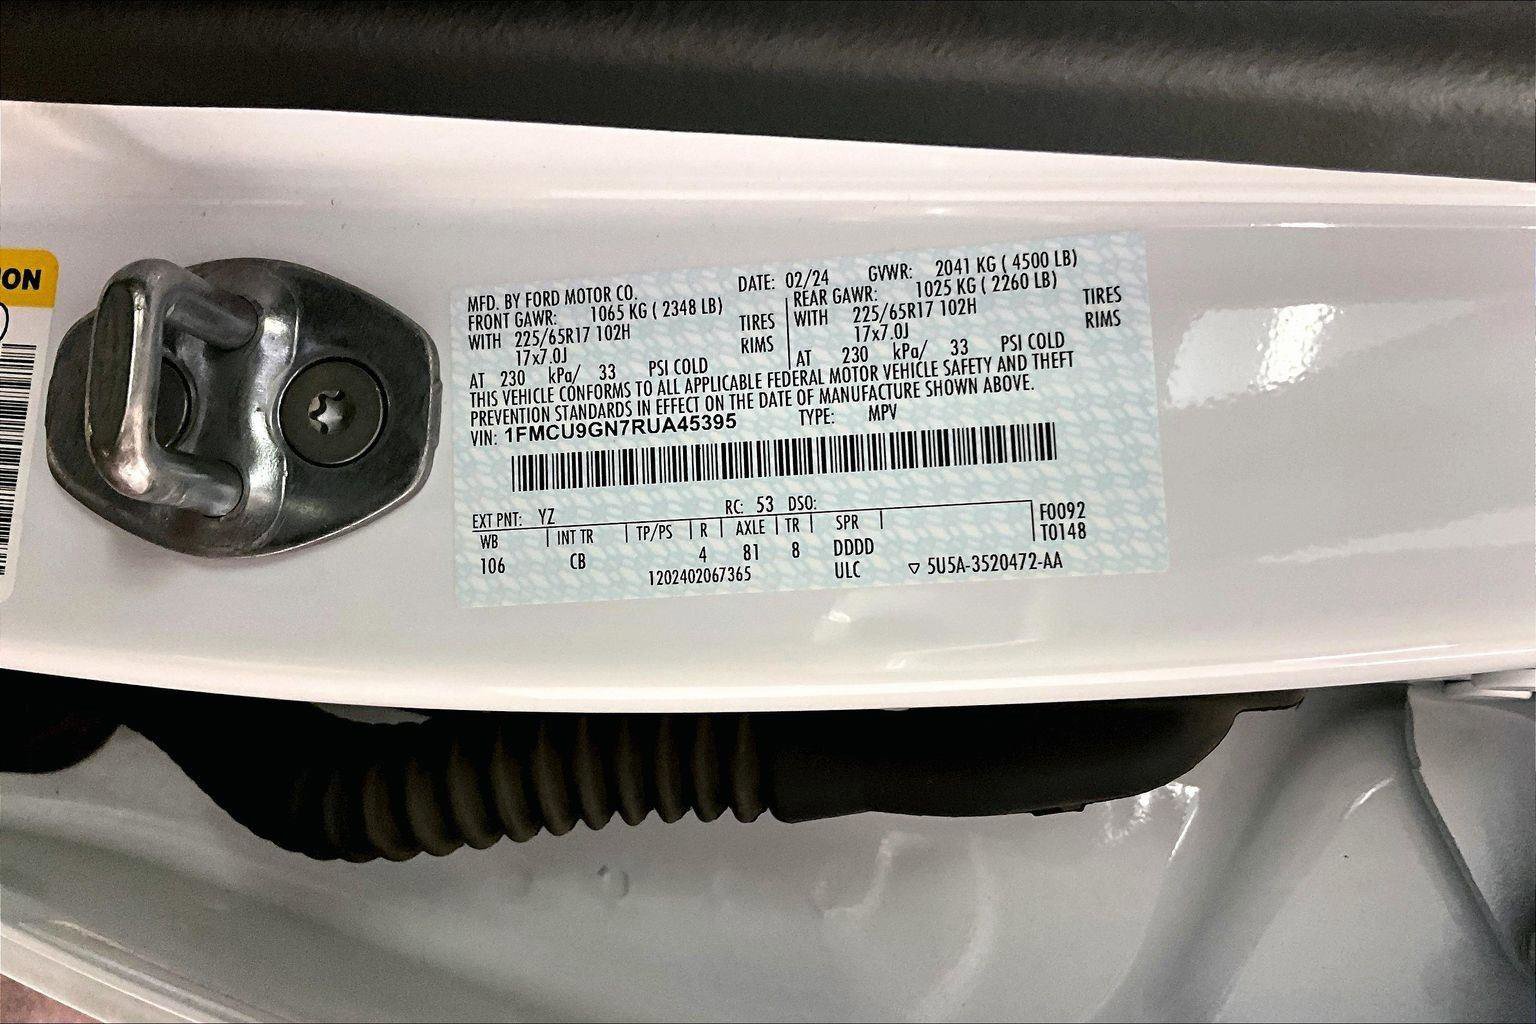 ION
MFD. BY FORD MOTOR CO.
DATE: 02/24 GVWR: 2041 KG ( 4500 LB)
FRONT GAWR: 1065 KG ( 2348 LB)
WITH 225/65R17 102H TIRES
17x7.0J RIMS
AT 230 kPa/ 33 PSI COLD
REAR GAWR: 1025 KG ( 2260 LB)
WITH 225/65R17 102H TIRES
17x7.0J RIMS
AT 230 kPa/ 33 PSI COLD
THIS VEHICLE CONFORMS TO ALL APPLICABLE FEDERAL MOTOR VEHICLE SAFETY AND THEFT
PREVENTION STANDARDS IN EFFECT ON THE DATE OF MANUFACTURE SHOWN ABOVE.
VIN: 1FMCU9GN7RUA45395 TYPE: MPV
EXT PNT: YZ RC: 53 DSO:
WB INT TR TP/PS R AXLE TR SPR
106 CB 4 81 8 DDDD
F0092
T0148
1202402067365 ULC ▽ 5U5A-3520472-AA